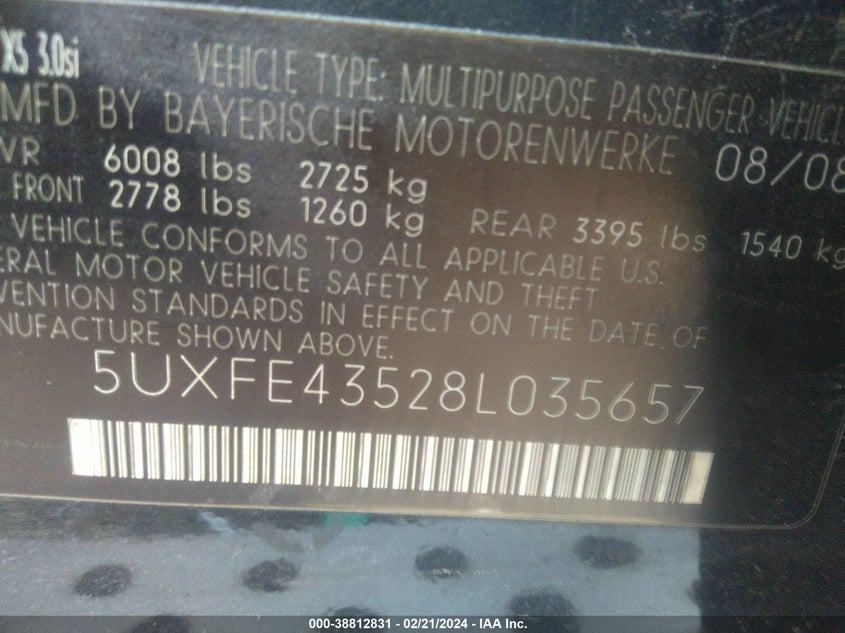 X5 3.0si
VEHICLE TYPE: MULTIPURPOSE PASSENGER VEHICL
MFD BY BAYERISCHE MOTORENWERKE 08/08
VWR 6008 lbs 2725 kg
FRONT 2778 lbs 1260 kg REAR 3395 lbs 1540 kg
VEHICLE CONFORMS TO ALL APPLICABLE U.S.
ERAL MOTOR VEHICLE SAFETY AND THEFT
VENTION STANDARDS IN EFFECT ON THE DATE OF
NUFACTURE SHOWN ABOVE.
5UXFE43528L035657
000-38812831 - 02/21/2024 - IAA Inc.